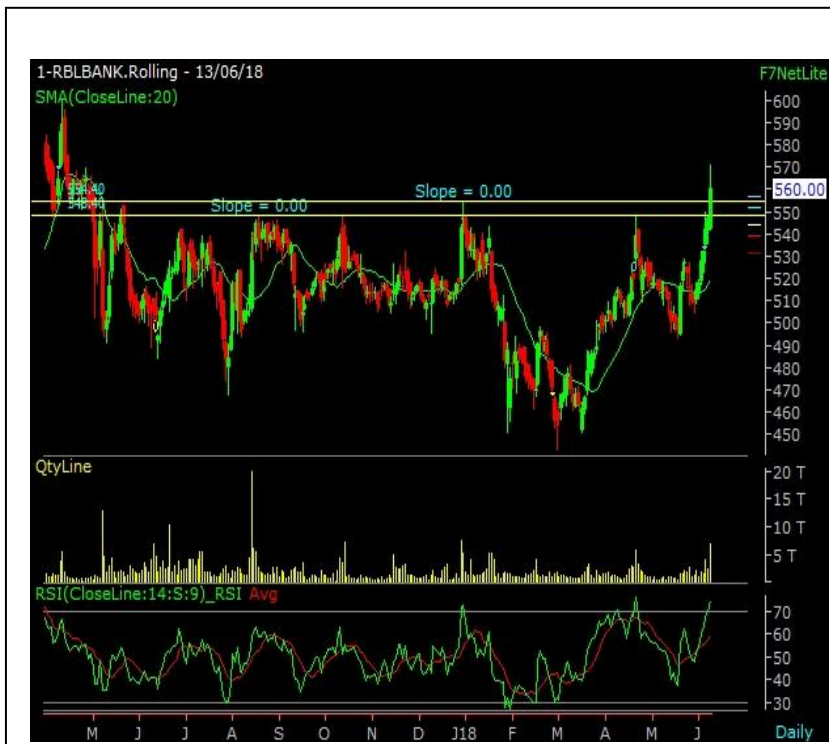 1-RBLBANK.Rolling - 13/06/18
F7NetLite
SMA(CloseLine:20)
600
590
580
570
560.00
Slope = 0.00
Slope = 0.00
550
540
530
520
510
500
490
480
470
460
450
QtyLine
20 T
15 T
10 T
5 T
RSI(CloseLine:14:S:9)_RSI Avg
70
60
50
40
30
M J J A S O N D J18 F M A M J
Daily